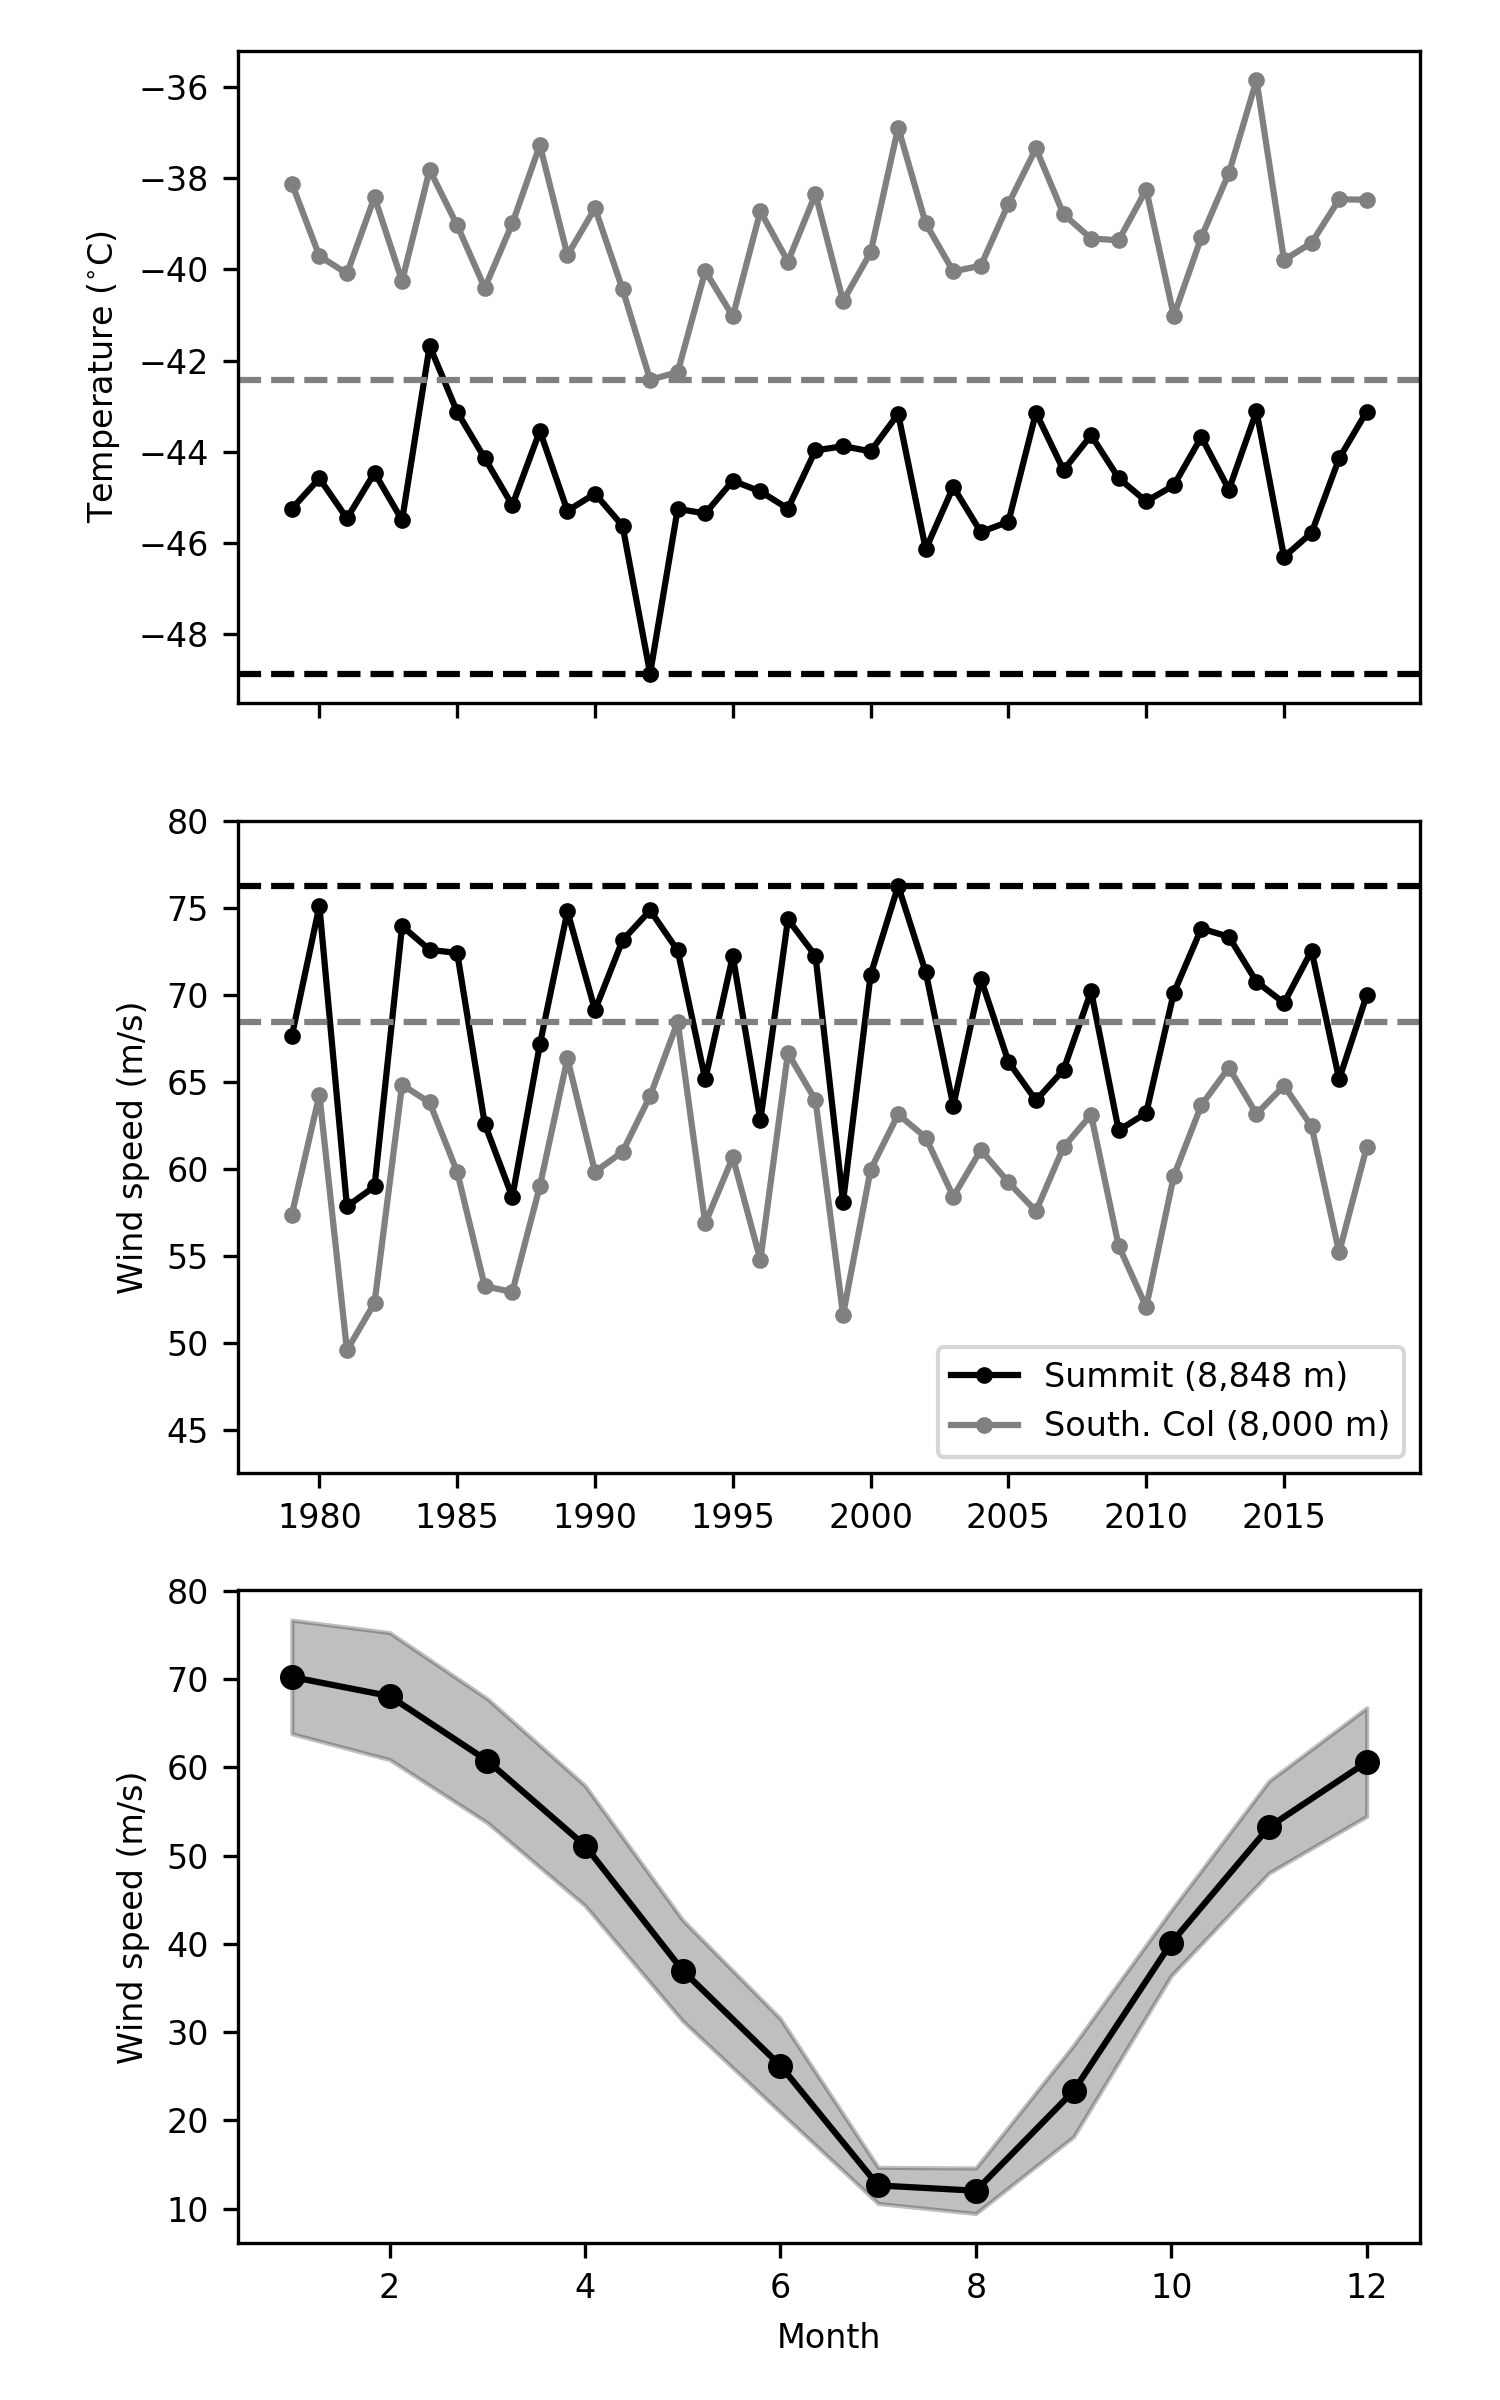 Temperature (°C)
−36
−38
−40
−42
−44
−46
−48
Wind speed (m/s)
80
75
70
65
60
55
50
45
Summit (8,848 m)
South. Col (8,000 m)
1980 1985 1990 1995 2000 2005 2010 2015
Wind speed (m/s)
80
70
60
50
40
30
20
10
2 4 6 8 10 12
Month